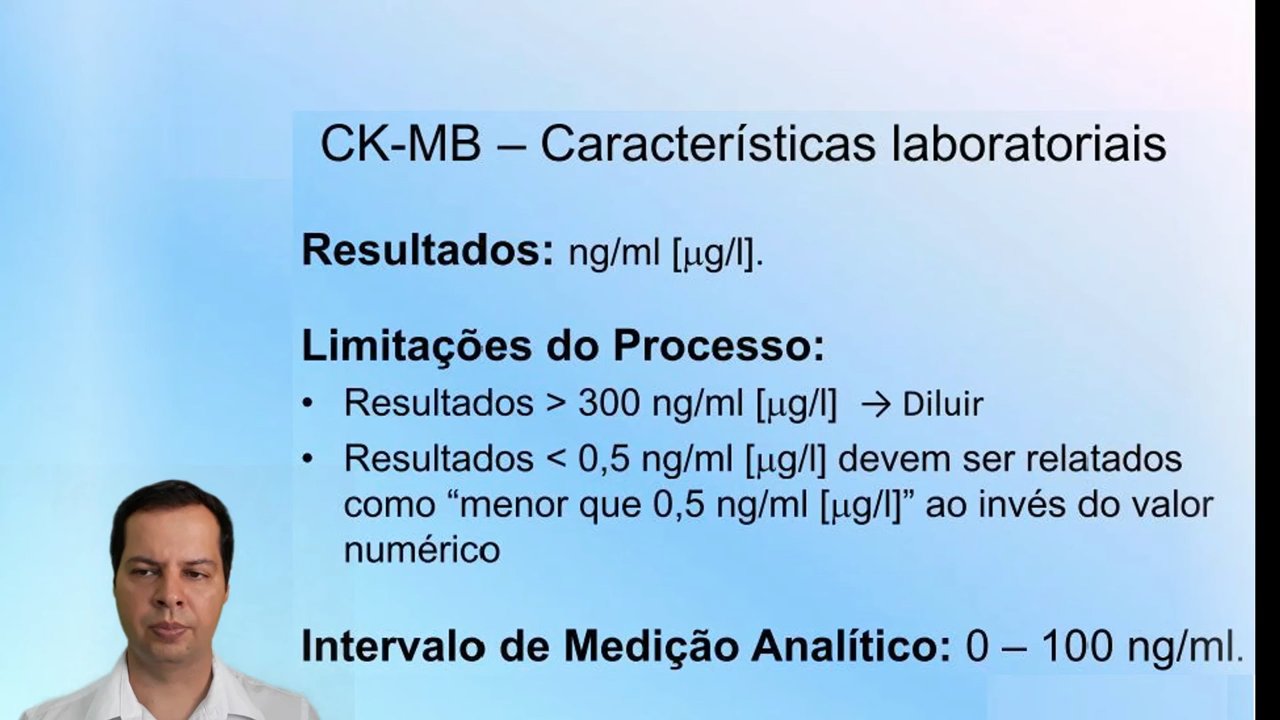 CK-MB – Características laboratoriais
Resultados: ng/ml [μg/l].
Limitações do Processo:
• Resultados > 300 ng/ml [μg/l] → Diluir
• Resultados < 0,5 ng/ml [μg/l] devem ser relatados
como “menor que 0,5 ng/ml [μg/l]” ao invés do valor
numérico
Intervalo de Medição Analítico: 0 – 100 ng/ml.